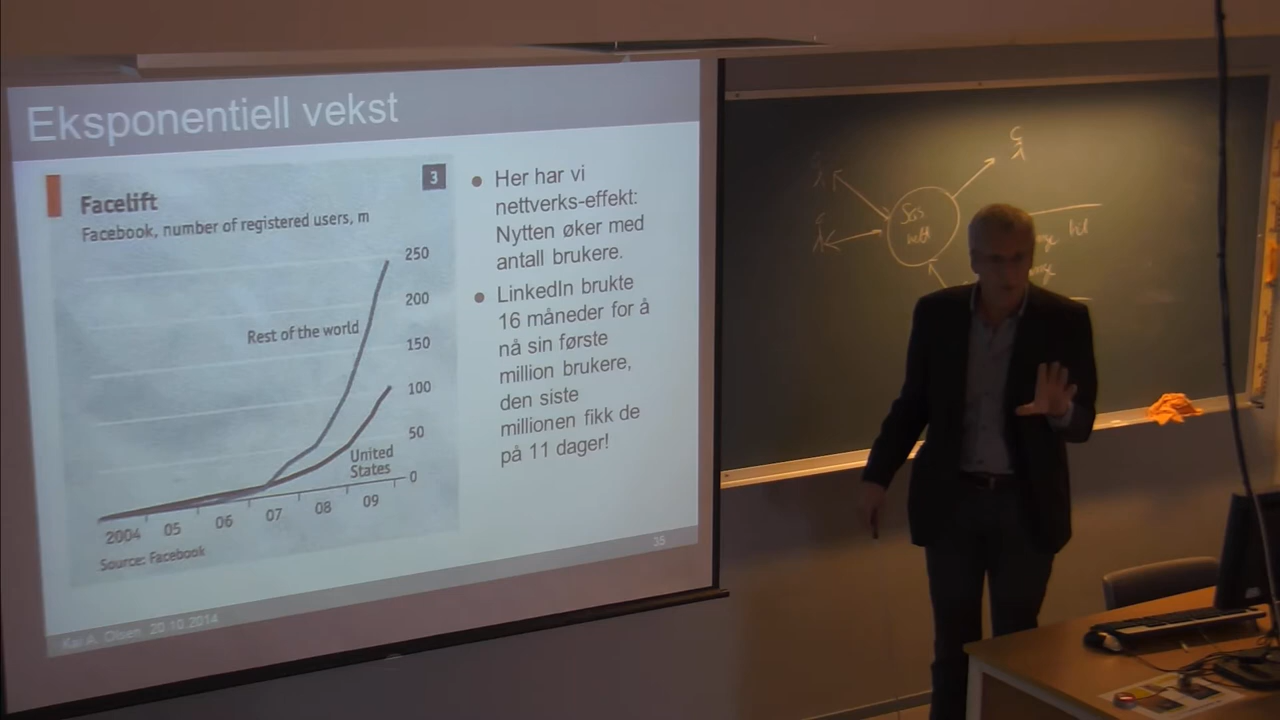 Eksponentiell vekst
3
Facelift
Facebook, number of registered users, m
250
Rest of the world
200
150
100
50
United
States
0
2004 05 06 07 08 09
Source: Facebook
Her har vi
nettverks-effekt:
Nytten øker med
antall brukere.
LinkedIn brukte
16 måneder for å
nå sin første
million brukere,
den siste
millionen fikk de
på 11 dager!
35
Kai A. Olsen, 20.10.2014